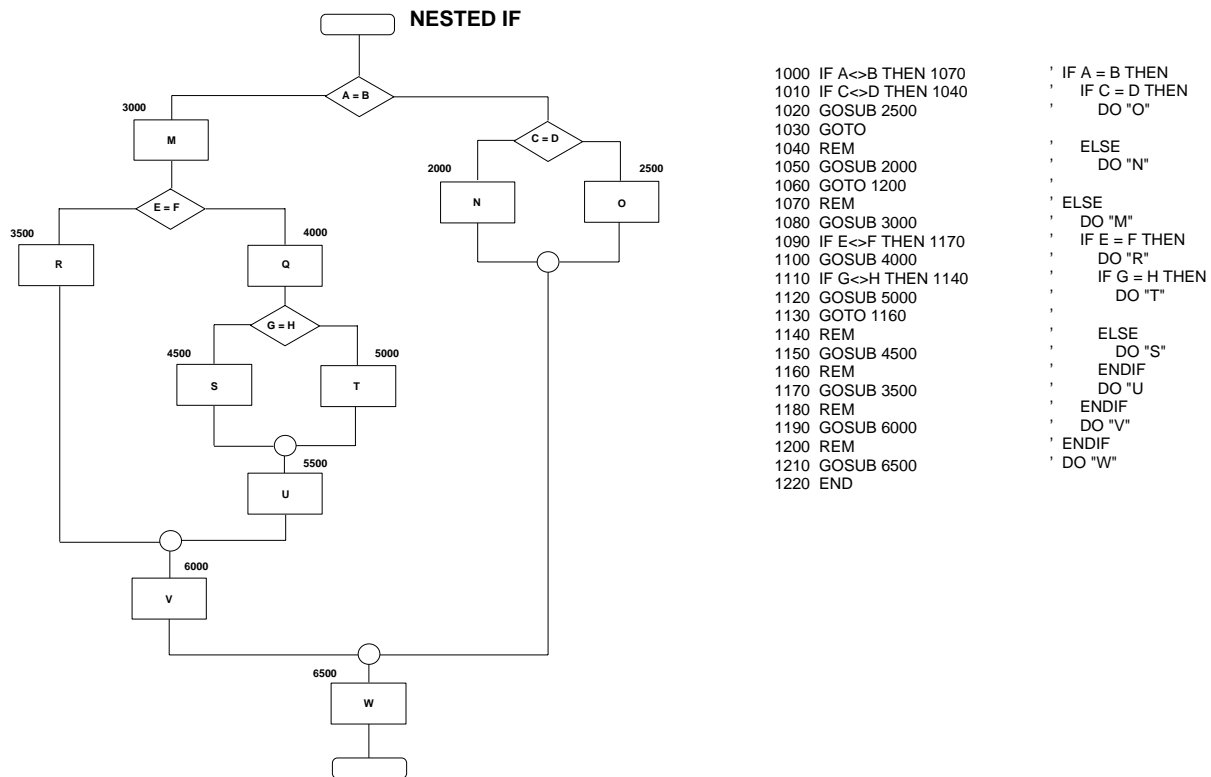 NESTED IF
A = B
3000
M
C = D
2000
2500
N
O
E = F
3500
4000
R
Q
G = H
4500
5000
S
T
5500
U
6000
V
6500
W
1000 IF A<>B THEN 1070 ' IF A = B THEN
1010 IF C<>D THEN 1040 ' IF C = D THEN
1020 GOSUB 2500 ' DO "O"
1030 GOTO
1040 REM ' ELSE
1050 GOSUB 2000 ' DO "N"
1060 GOTO 1200 '
1070 REM ' ELSE
1080 GOSUB 3000 ' DO "M"
1090 IF E<>F THEN 1170 ' IF E = F THEN
1100 GOSUB 4000 ' DO "R"
1110 IF G<>H THEN 1140 ' IF G = H THEN
1120 GOSUB 5000 ' DO "T"
1130 GOTO 1160 '
1140 REM ' ELSE
1150 GOSUB 4500 ' DO "S"
1160 REM ' ENDIF
1170 GOSUB 3500 ' DO "U
1180 REM ' ENDIF
1190 GOSUB 6000 ' DO "V"
1200 REM ' ENDIF
1210 GOSUB 6500 ' DO "W"
1220 END